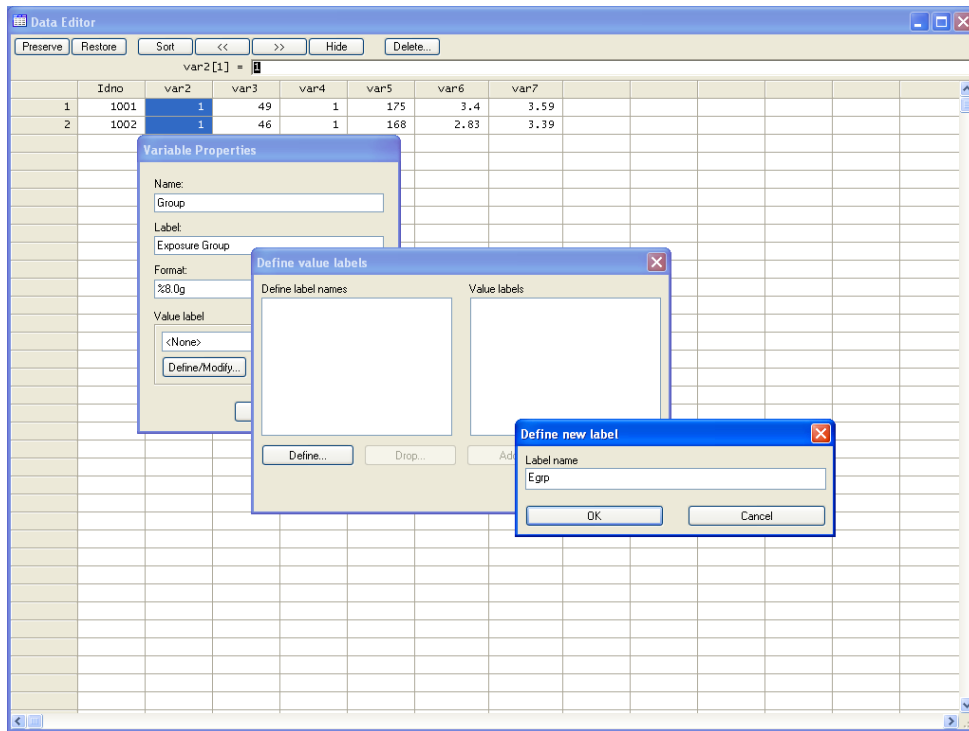 Data Editor
Preserve Restore Sort << >> Hide Delete...
var2[1] = 1
Idno var2 var3 var4 var5 var6 var7
1 1001 1 49 1 175 3.4 3.59
2 1002 1 46 1 168 2.83 3.39
Variable Properties
Name:
Group
Label:
Exposure Group
Format:
%8.0g
Value label
<None>
Define/Modify...
Define value labels
Define label names Value labels
Define... Drop... Add
Define new label
Label name
Egrp
OK Cancel